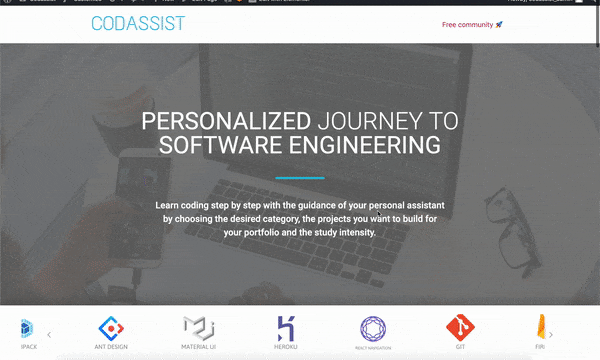 CODASSIST
Free community 🚀
PERSONALIZED JOURNEY TO
SOFTWARE ENGINEERING
Learn coding step by step with the guidance of your personal assistant
by choosing the desired category, the projects you want to build for
your portfolio and the study intensity.
IPACK
ANT DESIGN
MATERIAL UI
HEROKU
REACT NAVIGATION
GIT
FIR